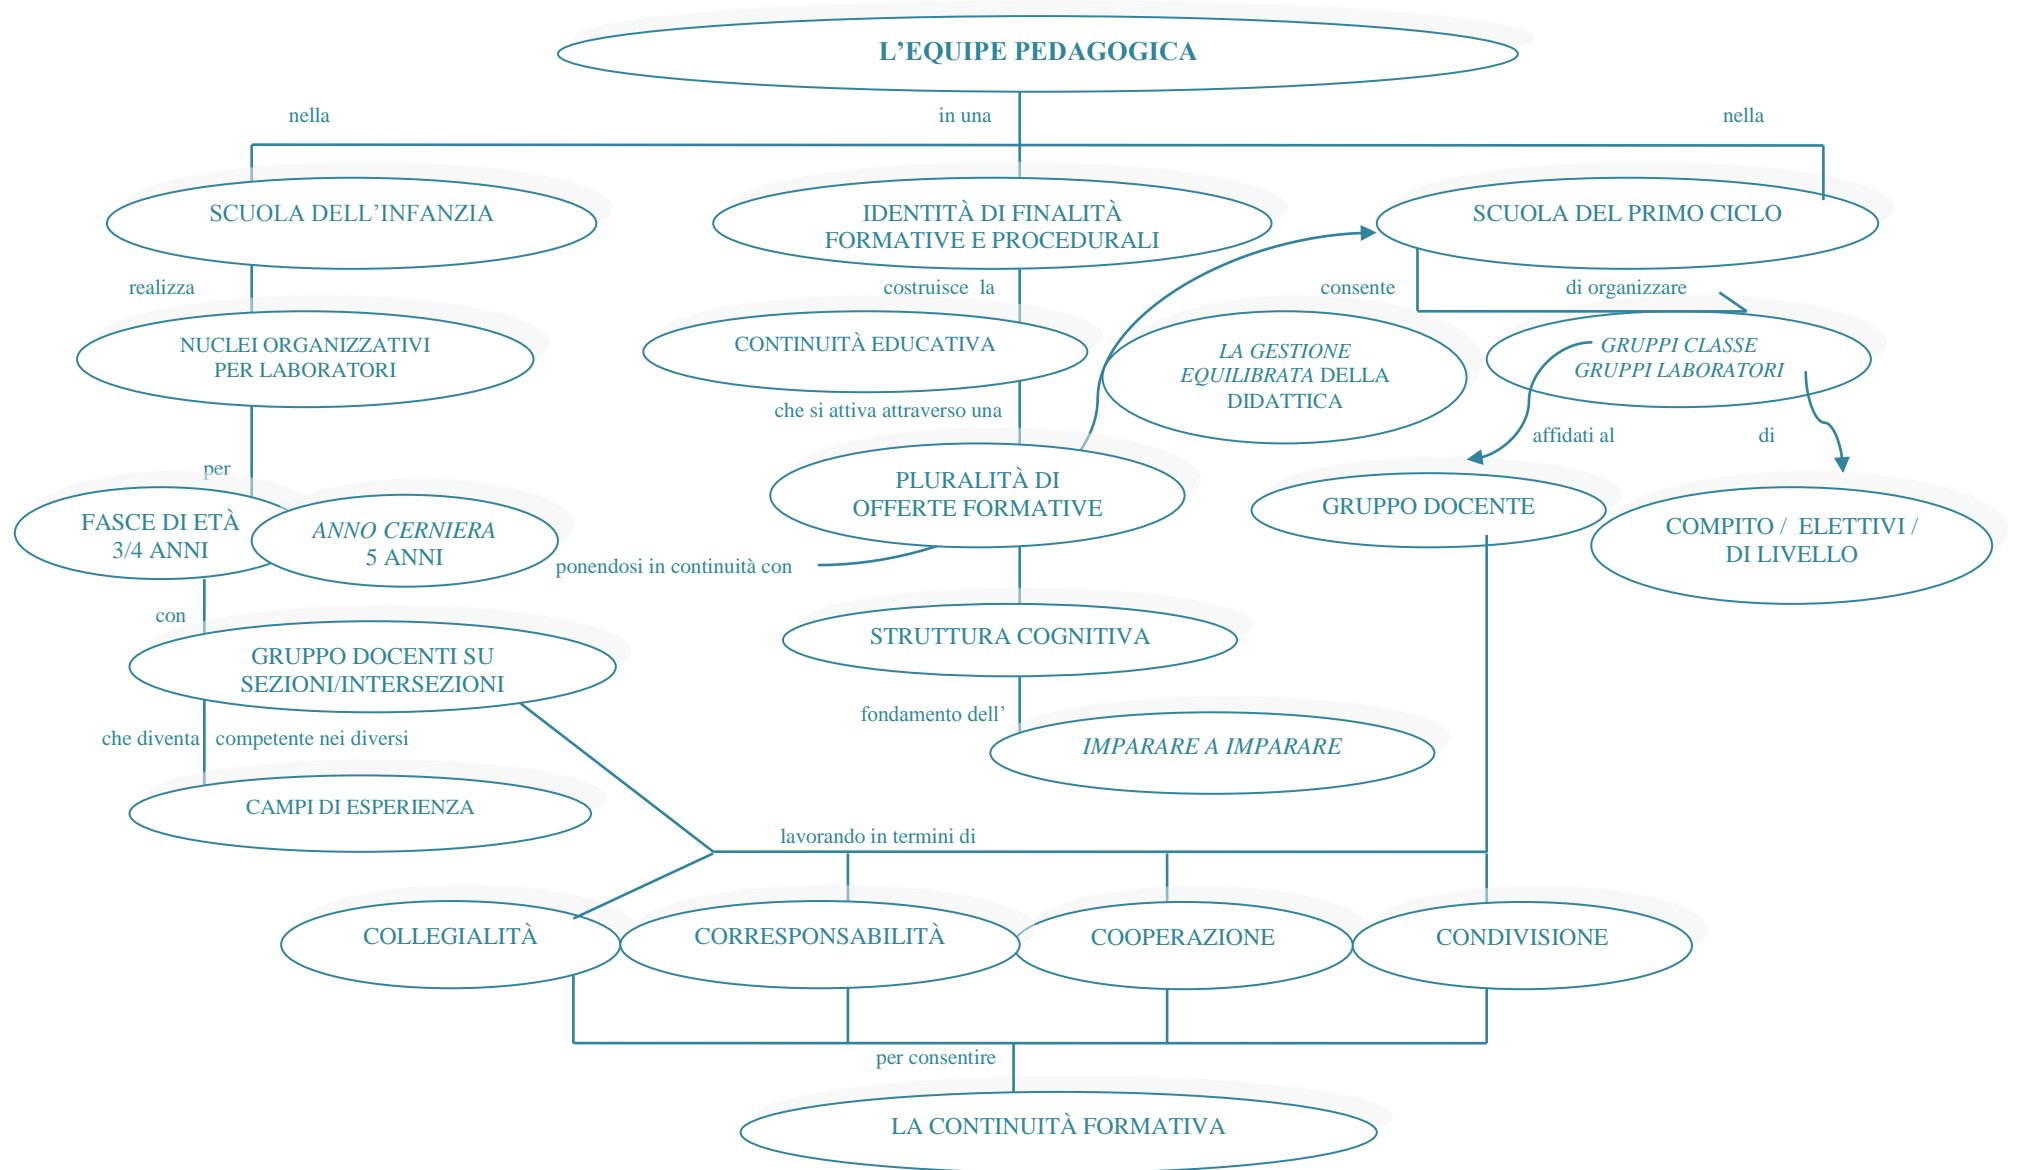 L’EQUIPE PEDAGOGICA
nella
in una
nella
SCUOLA DELL’INFANZIA
IDENTITÀ DI FINALITÀ
FORMATIVE E PROCEDURALI
SCUOLA DEL PRIMO CICLO
realizza
costruisce la
consente
di organizzare
NUCLEI ORGANIZZATIVI
PER LABORATORI
CONTINUITÀ EDUCATIVA
LA GESTIONE
EQUILIBRATA DELLA
DIDATTICA
GRUPPI CLASSE
GRUPPI LABORATORI
che si attiva attraverso una
affidati al
di
per
FASCE DI ETÀ
3/4 ANNI
ANNO CERNIERA
5 ANNI
PLURALITÀ DI
OFFERTE FORMATIVE
GRUPPO DOCENTE
COMPITO / ELETTIVI /
DI LIVELLO
ponendosi in continuità con
con
GRUPPO DOCENTI SU
SEZIONI/INTERSEZIONI
STRUTTURA COGNITIVA
fondamento dell’
che diventa
competente nei diversi
IMPARARE A IMPARARE
CAMPI DI ESPERIENZA
lavorando in termini di
COLLEGIALITÀ
CORRESPONSABILITÀ
COOPERAZIONE
CONDIVISIONE
per consentire
LA CONTINUITÀ FORMATIVA